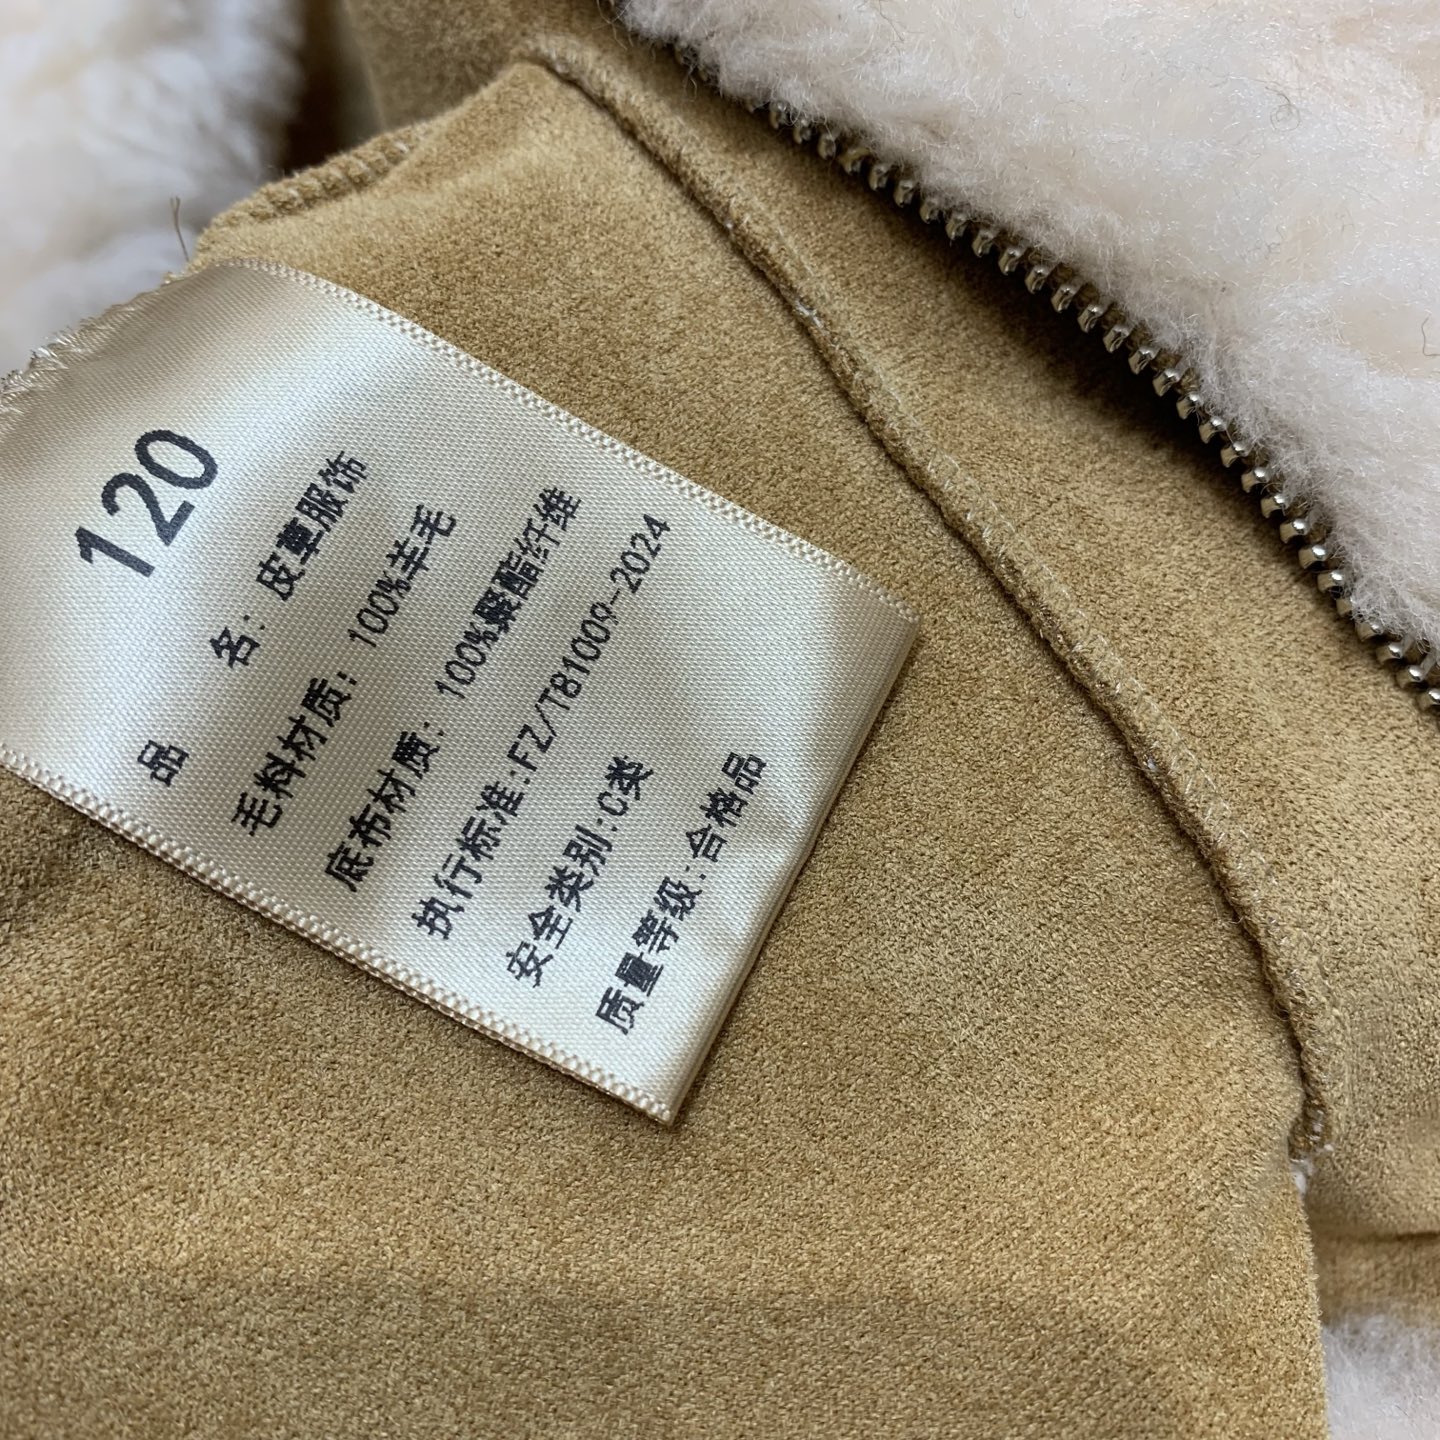 120
品 名: 皮草服饰
毛料材质: 100%羊毛
底布材质: 100%聚酯纤维
执行标准:FZ/T81009-2024
安全类别:C类
质量等级:合格品